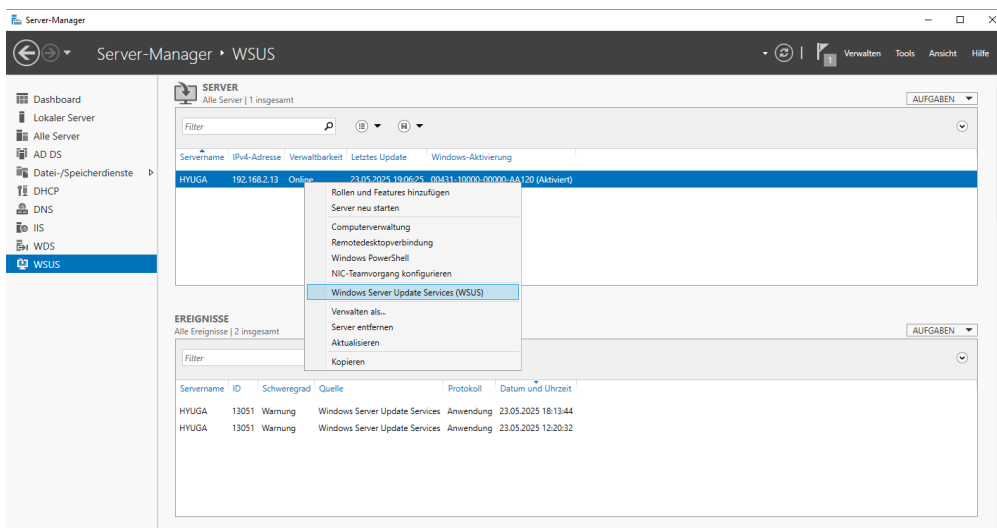 Server-Manager
Server-Manager WSUS
1 Verwalten Tools Ansicht Hilfe
Dashboard
Lokaler Server
Alle Server
AD DS
Datei-/Speicherdienste
DHCP
DNS
IIS
WDS
WSUS
SERVER
Alle Server | 1 insgesamt
AUFGABEN
Filter
Servername IPv4-Adresse Verwaltbarkeit Letztes Update Windows-Aktivierung
HYUGA 192.168.2.13 Online 23.05.2025 19:06:25 00431-10000-00000-AA120 (Aktiviert)
Rollen und Features hinzufügen
Server neu starten
Computerverwaltung
Remotedesktopverbindung
Windows PowerShell
NIC-Teamvorgang konfigurieren
Windows Server Update Services (WSUS)
Verwalten als...
Server entfernen
Aktualisieren
Kopieren
EREIGNISSE
Alle Ereignisse | 2 insgesamt
AUFGABEN
Filter
Servername ID Schweregrad Quelle Protokoll Datum und Uhrzeit
HYUGA 13051 Warnung Windows Server Update Services Anwendung 23.05.2025 18:13:44
HYUGA 13051 Warnung Windows Server Update Services Anwendung 23.05.2025 12:20:32